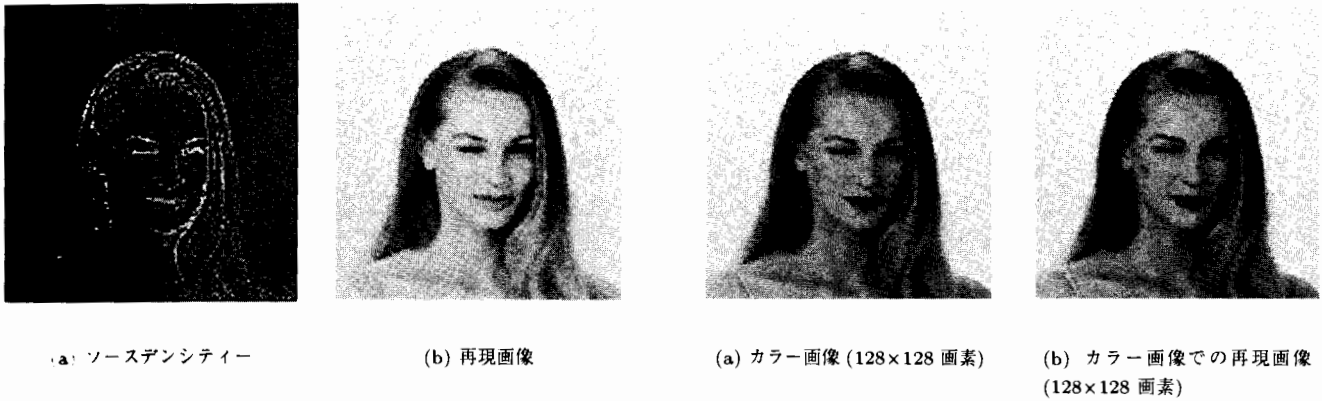 (a) ソースデンシティー
(b) 再現画像
(a) カラー画像 (128×128 画素)
(b) カラー画像での再現画像
(128×128 画素)